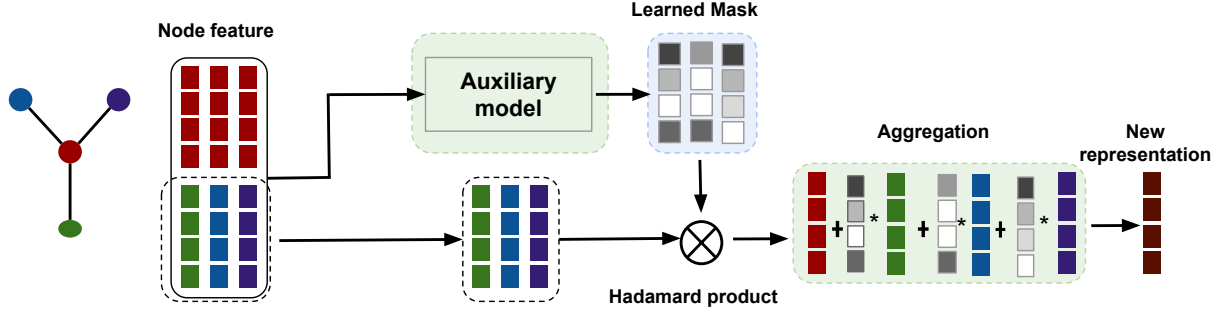 Learned Mask
Node feature
Auxiliary
model
Aggregation
New
representation
+
*
+
*
+
*
Hadamard product